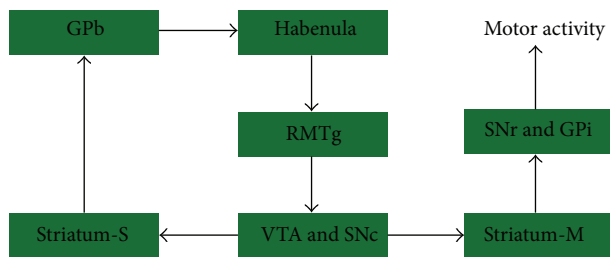 GPb
Habenula
Motor activity
RMTg
SNr and GPi
Striatum-S
VTA and SNc
Striatum-M